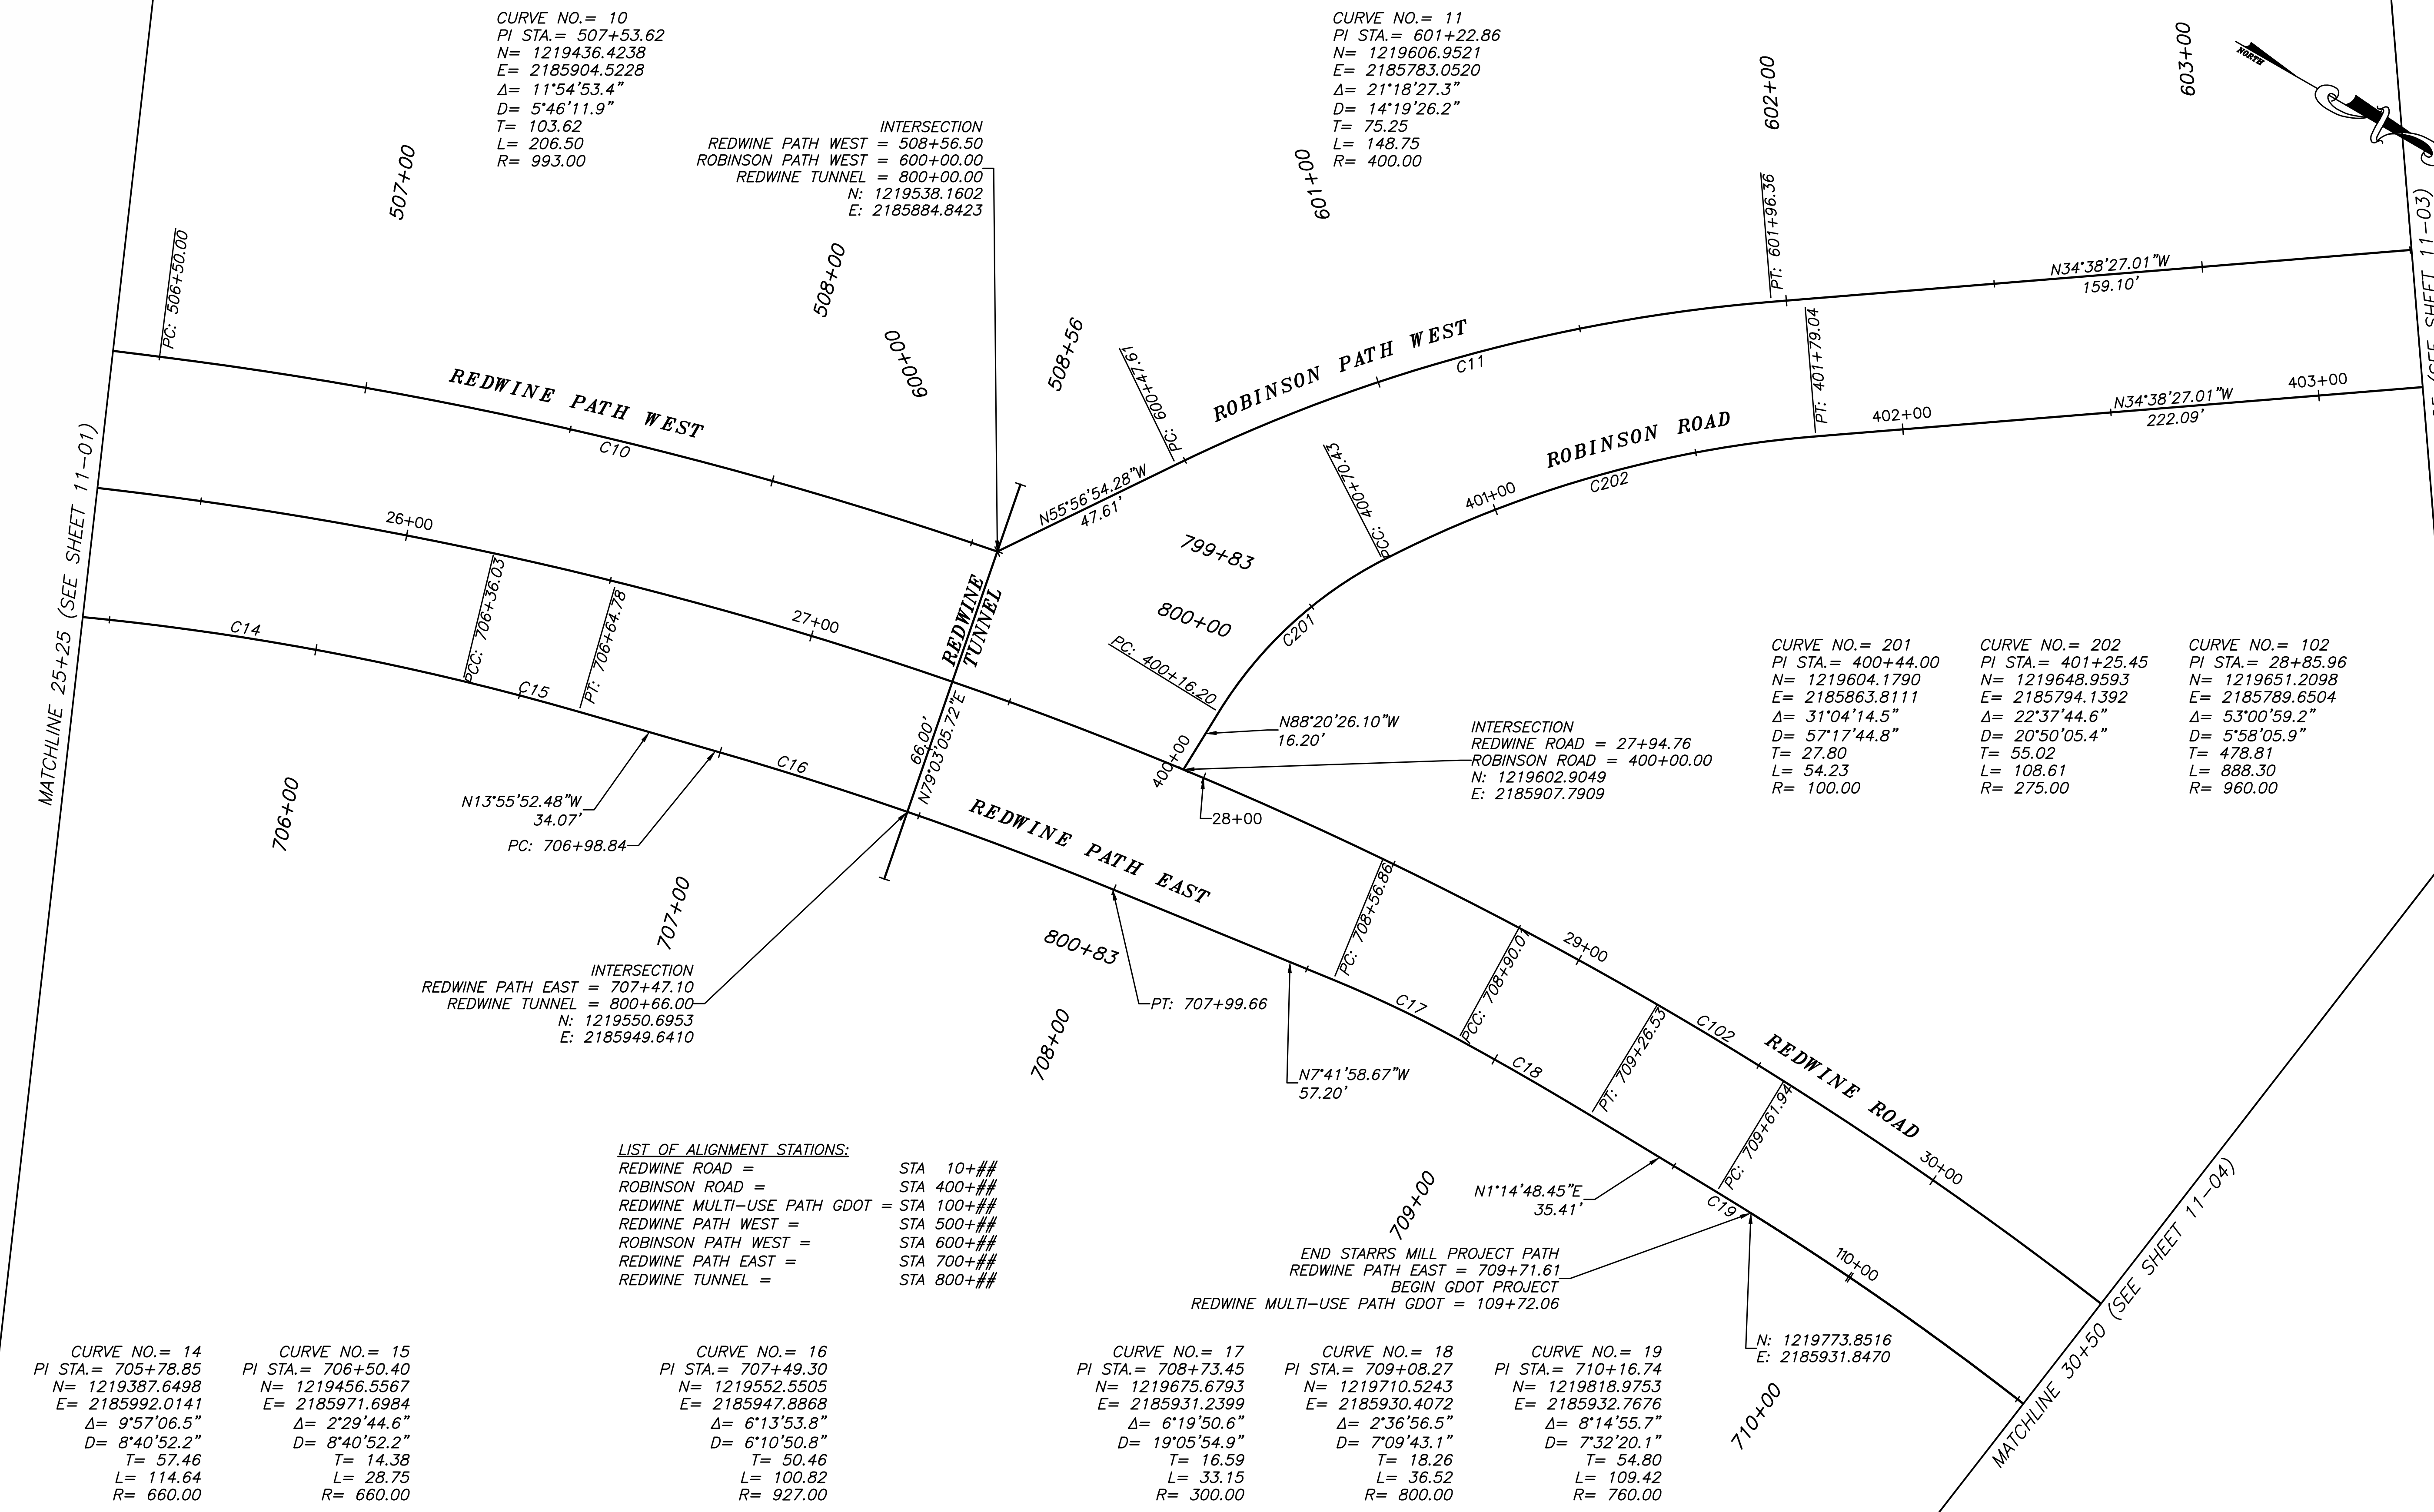 CURVE NO.= 10
PI STA.= 507+53.62
N= 1219436.4238
E= 2185904.5228
Δ= 11°54'53.4"
D= 5°46'11.9"
T= 103.62
L= 206.50
R= 993.00
CURVE NO.= 11
PI STA.= 601+22.86
N= 1219606.9521
E= 2185783.0520
Δ= 21°18'27.3"
D= 14°19'26.2"
T= 75.25
L= 148.75
R= 400.00
INTERSECTION
REDWINE PATH WEST = 508+56.50
ROBINSON PATH WEST = 600+00.00
REDWINE TUNNEL = 800+00.00
N: 1219538.1602
E: 2185884.8423
NORTH
603+00
602+00
601+00
507+00
508+00
600+00
508+56
PC: 506+50.00
PC: 600+47.61
PT: 601+96.36
N34°38'27.01"W
159.10'
PT: 401+79.04
(SEE SHEET 11-03)
REDWINE PATH WEST
C10
ROBINSON PATH WEST
C11
N55°56'54.28"W
47.61'
PCC: 400+70.43
ROBINSON ROAD
C202
401+00
402+00
N34°38'27.01"W
222.09'
403+00
MATCHLINE 25+25 (SEE SHEET 11-01)
26+00
27+00
PCC: 706+36.03
PT: 706+64.78
C14
C15
C16
REDWINE
TUNNEL
66.00'
N79°03'05.72"E
799+83
800+00
PC: 400+16.20
C201
N88°20'26.10"W
16.20'
400+00
28+00
INTERSECTION
REDWINE ROAD = 27+94.76
ROBINSON ROAD = 400+00.00
N: 1219602.9049
E: 2185907.7909
CURVE NO.= 201
PI STA.= 400+44.00
N= 1219604.1790
E= 2185863.8111
Δ= 31°04'14.5"
D= 57°17'44.8"
T= 27.80
L= 54.23
R= 100.00
CURVE NO.= 202
PI STA.= 401+25.45
N= 1219648.9593
E= 2185794.1392
Δ= 22°37'44.6"
D= 20°50'05.4"
T= 55.02
L= 108.61
R= 275.00
CURVE NO.= 102
PI STA.= 28+85.96
N= 1219651.2098
E= 2185789.6504
Δ= 53°00'59.2"
D= 5°58'05.9"
T= 478.81
L= 888.30
R= 960.00
706+00
N13°55'52.48"W
34.07'
PC: 706+98.84
707+00
REDWINE PATH EAST
800+83
INTERSECTION
REDWINE PATH EAST = 707+47.10
REDWINE TUNNEL = 800+66.00
N: 1219550.6953
E: 2185949.6410
PT: 707+99.66
708+00
N7°41'58.67"W
57.20'
PC: 708+56.86
C17
PCC: 708+90.01
29+00
C18
PT: 709+26.53
C102
REDWINE ROAD
PC: 709+61.94
30+00
C19
110+00
N1°14'48.45"E
35.41'
709+00
END STARRS MILL PROJECT PATH
REDWINE PATH EAST = 709+71.61
BEGIN GDOT PROJECT
REDWINE MULTI-USE PATH GDOT = 109+72.06
N: 1219773.8516
E: 2185931.8470
710+00
MATCHLINE 30+50 (SEE SHEET 11-04)
LIST OF ALIGNMENT STATIONS:
REDWINE ROAD = STA 10+##
ROBINSON ROAD = STA 400+##
REDWINE MULTI-USE PATH GDOT = STA 100+##
REDWINE PATH WEST = STA 500+##
ROBINSON PATH WEST = STA 600+##
REDWINE PATH EAST = STA 700+##
REDWINE TUNNEL = STA 800+##
CURVE NO.= 14
PI STA.= 705+78.85
N= 1219387.6498
E= 2185992.0141
Δ= 9°57'06.5"
D= 8°40'52.2"
T= 57.46
L= 114.64
R= 660.00
CURVE NO.= 15
PI STA.= 706+50.40
N= 1219456.5567
E= 2185971.6984
Δ= 2°29'44.6"
D= 8°40'52.2"
T= 14.38
L= 28.75
R= 660.00
CURVE NO.= 16
PI STA.= 707+49.30
N= 1219552.5505
E= 2185947.8868
Δ= 6°13'53.8"
D= 6°10'50.8"
T= 50.46
L= 100.82
R= 927.00
CURVE NO.= 17
PI STA.= 708+73.45
N= 1219675.6793
E= 2185931.2399
Δ= 6°19'50.6"
D= 19°05'54.9"
T= 16.59
L= 33.15
R= 300.00
CURVE NO.= 18
PI STA.= 709+08.27
N= 1219710.5243
E= 2185930.4072
Δ= 2°36'56.5"
D= 7°09'43.1"
T= 18.26
L= 36.52
R= 800.00
CURVE NO.= 19
PI STA.= 710+16.74
N= 1219818.9753
E= 2185932.7676
Δ= 8°14'55.7"
D= 7°32'20.1"
T= 54.80
L= 109.42
R= 760.00